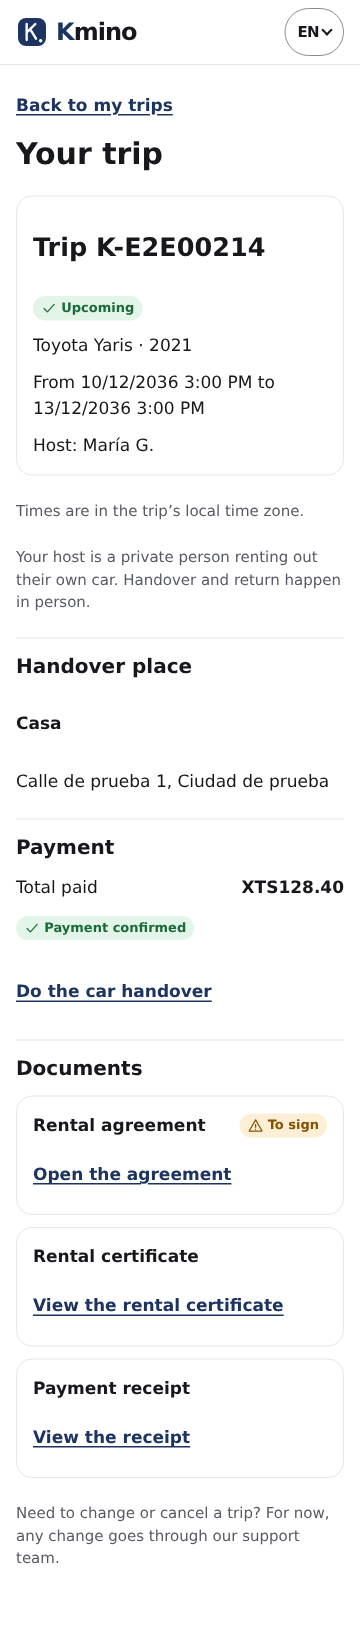 Kmino
EN
Back to my trips
Your trip
Trip K-E2E00214
Upcoming
Toyota Yaris · 2021
From 10/12/2036 3:00 PM to
13/12/2036 3:00 PM
Host: María G.
Times are in the trip’s local time zone.
Your host is a private person renting out
their own car. Handover and return happen
in person.
Handover place
Casa
Calle de prueba 1, Ciudad de prueba
Payment
Total paid XTS128.40
Payment confirmed
Do the car handover
Documents
Rental agreement To sign
Open the agreement
Rental certificate
View the rental certificate
Payment receipt
View the receipt
Need to change or cancel a trip? For now,
any change goes through our support
team.